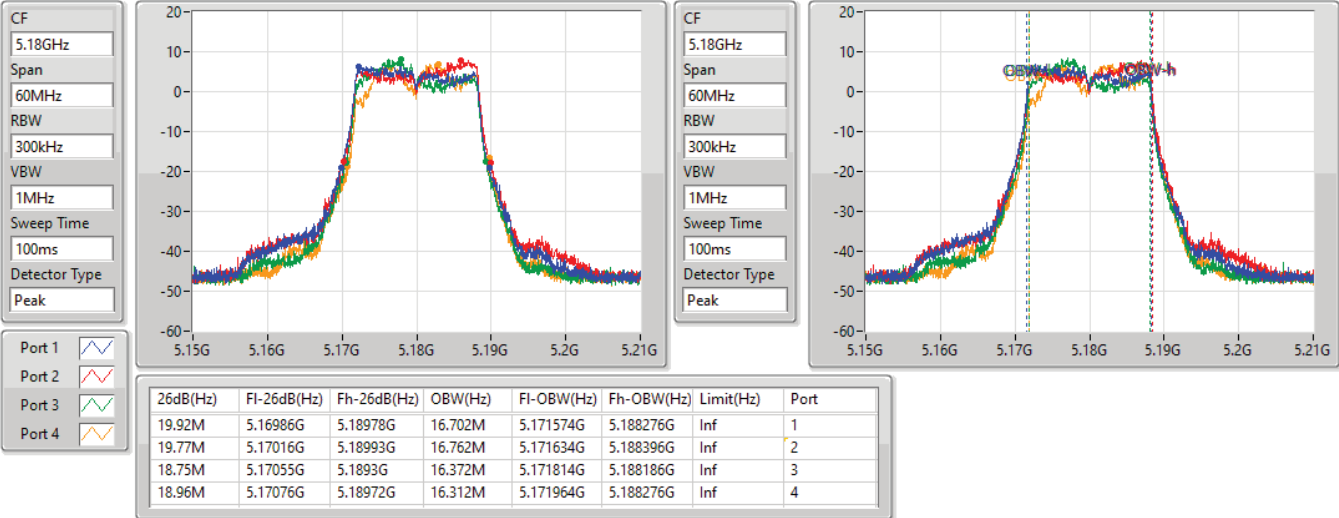 CF
5.18GHz
Span
60MHz
RBW
300kHz
VBW
1MHz
Sweep Time
100ms
Detector Type
Peak
20
10
0
-10
-20
-30
-40
-50
-60
5.15G 5.16G 5.17G 5.18G 5.19G 5.2G 5.21G
CF
5.18GHz
Span
60MHz
RBW
300kHz
VBW
1MHz
Sweep Time
100ms
Detector Type
Peak
20
10
0
-10
-20
-30
-40
-50
-60
OBW-h
5.15G 5.16G 5.17G 5.18G 5.19G 5.2G 5.21G
Port 1
Port 2
Port 3
Port 4
26dB(Hz) Fl-26dB(Hz) Fh-26dB(Hz) OBW(Hz) Fl-OBW(Hz) Fh-OBW(Hz) Limit(Hz) Port
19.92M 5.16986G 5.18978G 16.702M 5.171574G 5.188276G Inf 1
19.77M 5.17016G 5.18993G 16.762M 5.171634G 5.188396G Inf 2
18.75M 5.17055G 5.1893G 16.372M 5.171814G 5.188186G Inf 3
18.96M 5.17076G 5.18972G 16.312M 5.171964G 5.188276G Inf 4